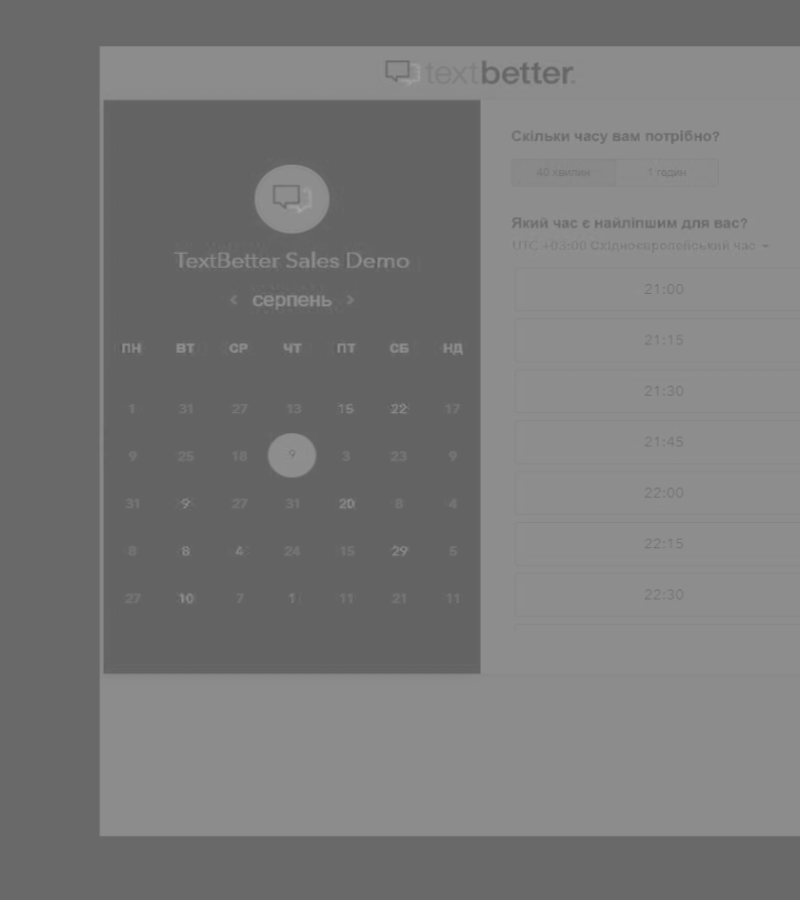 textbetter.
TextBetter Sales Demo
< серпень >
ПН ВТ СР ЧТ ПТ СБ НД
1 31 27 13 15 22 17
9 25 18 9 3 23 9
31 9 27 31 20 8 4
8 8 4 24 15 29 5
27 10 7 1 11 21 11
Скільки часу вам потрібно?
40 хвилин 1 годин
Який час є найліпшим для вас?
UTC +03:00 Східноєвропейський час
21:00
21:15
21:30
21:45
22:00
22:15
22:30